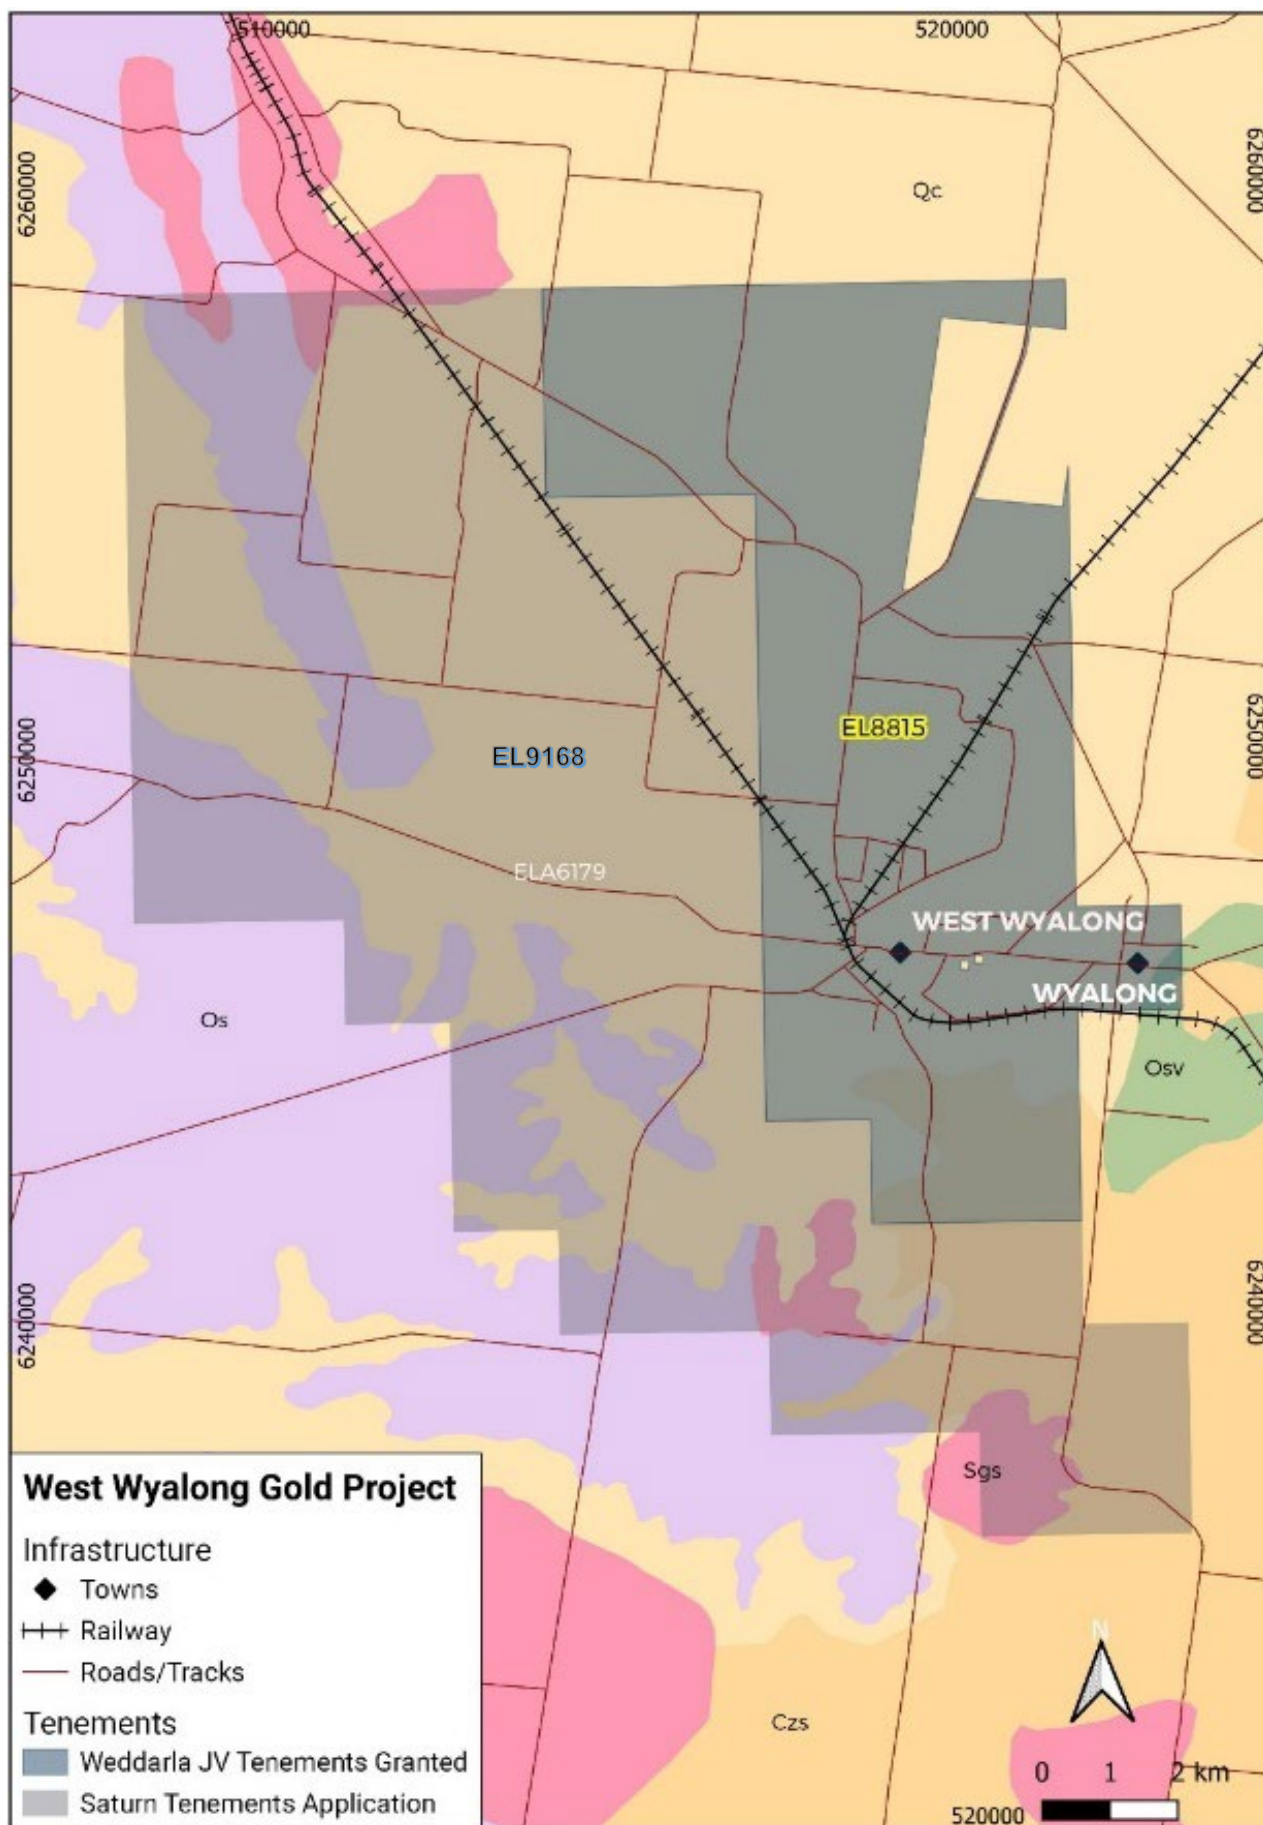 510000
520000
6260000
6260000
Qc
EL8815
EL9168
6250000
6250000
ELA6179
WEST WYALONG
WYALONG
Os
Osv
6240000
6240000
Sgs
West Wyalong Gold Project
Infrastructure
Towns
Railway
Roads/Tracks
Tenements
Weddarla JV Tenements Granted
Saturn Tenements Application
Czs
N
0 1 2 km
520000